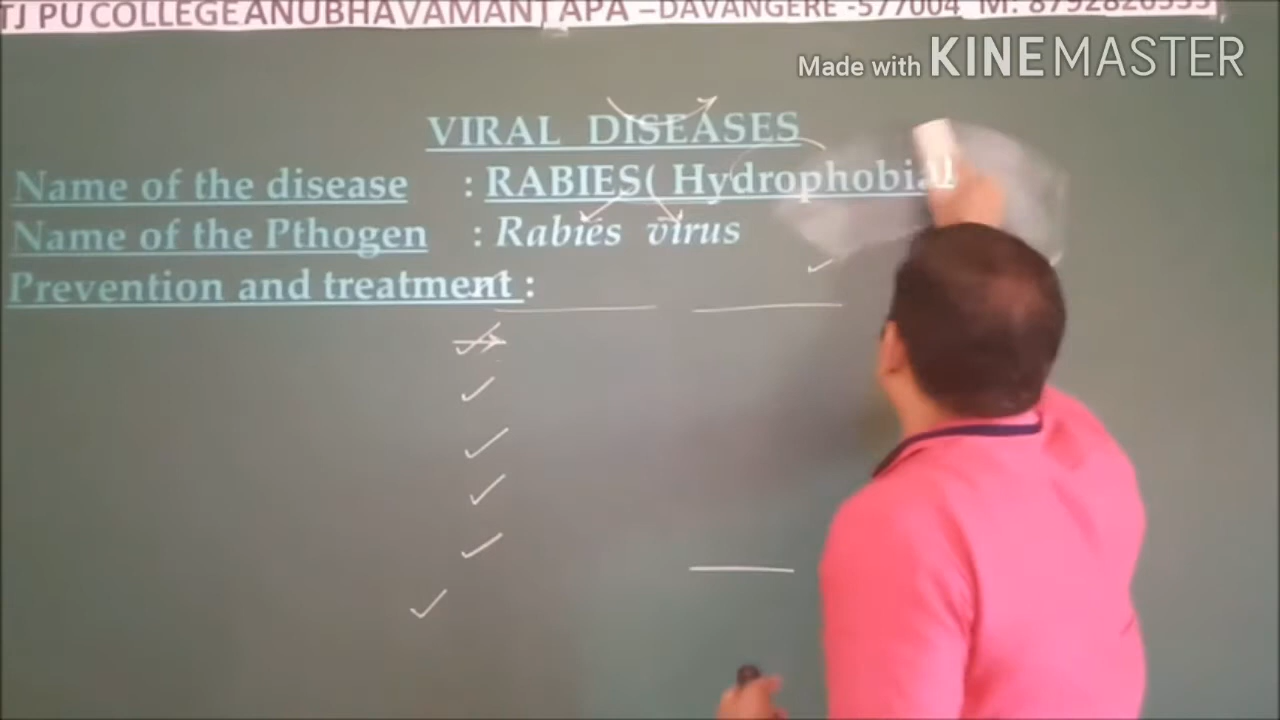 TJ PU COLLEGE ANUBHAVAMANTAPA –DAVANGERE -577004 M: 8792820555
Made with KINEMASTER
VIRAL DISEASES
Name of the disease : RABIES( Hydrophobia
Name of the Pthogen : Rabies virus
Prevention and treatment :